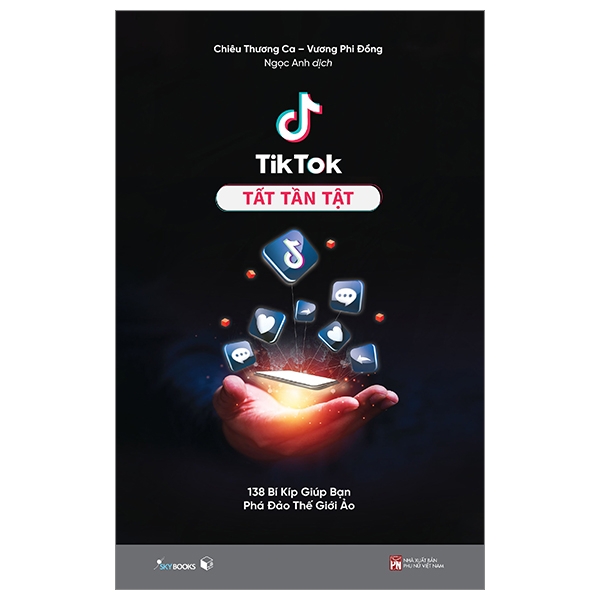 Chiêu Thương Ca – Vương Phi Đồng
Ngọc Anh dịch
TikTok
TẤT TẦN TẬT
138 Bí Kíp Giúp Bạn
Phá Đảo Thế Giới Ảo
SKYBOOKS
PN
NHÀ XUẤT BẢN
PHỤ NỮ VIỆT NAM